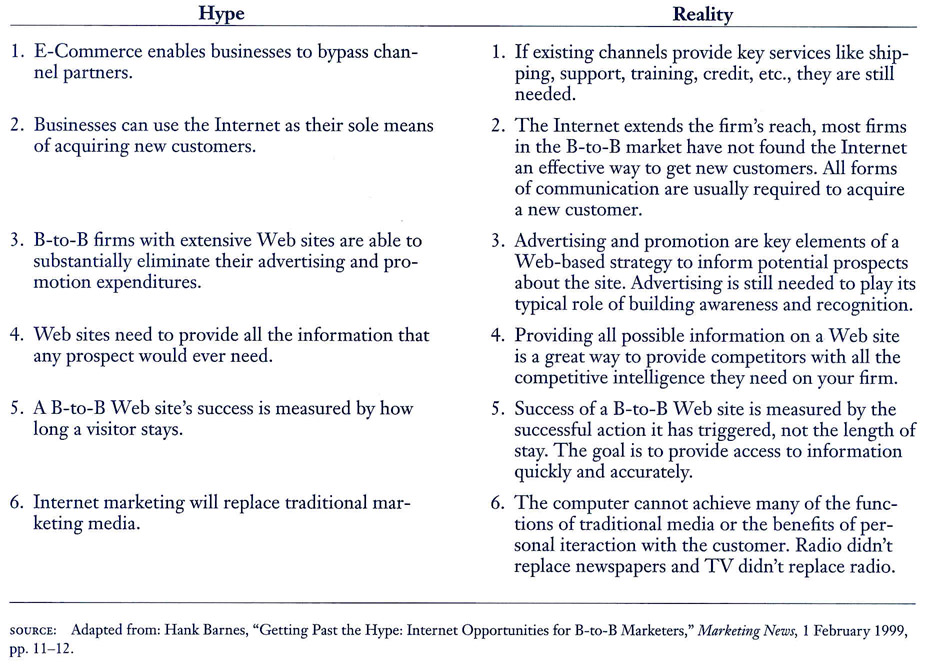 Hype
Reality
1. E-Commerce enables businesses to bypass chan-
nel partners.
1. If existing channels provide key services like ship-
ping, support, training, credit, etc., they are still
needed.
2. Businesses can use the Internet as their sole means
of acquiring new customers.
2. The Internet extends the firm's reach, most firms
in the B-to-B market have not found the Internet
an effective way to get new customers. All forms
of communication are usually required to acquire
a new customer.
3. B-to-B firms with extensive Web sites are able to
substantially eliminate their advertising and pro-
motion expenditures.
3. Advertising and promotion are key elements of a
Web-based strategy to inform potential prospects
about the site. Advertising is still needed to play its
typical role of building awareness and recognition.
4. Web sites need to provide all the information that
any prospect would ever need.
4. Providing all possible information on a Web site
is a great way to provide competitors with all the
competitive intelligence they need on your firm.
5. A B-to-B Web site's success is measured by how
long a visitor stays.
5. Success of a B-to-B Web site is measured by the
successful action it has triggered, not the length of
stay. The goal is to provide access to information
quickly and accurately.
6. Internet marketing will replace traditional mar-
keting media.
6. The computer cannot achieve many of the func-
tions of traditional media or the benefits of per-
sonal iteraction with the customer. Radio didn't
replace newspapers and TV didn't replace radio.
SOURCE: Adapted from: Hank Barnes, "Getting Past the Hype: Internet Opportunities for B-to-B Marketers," Marketing News, 1 February 1999,
pp. 11–12.